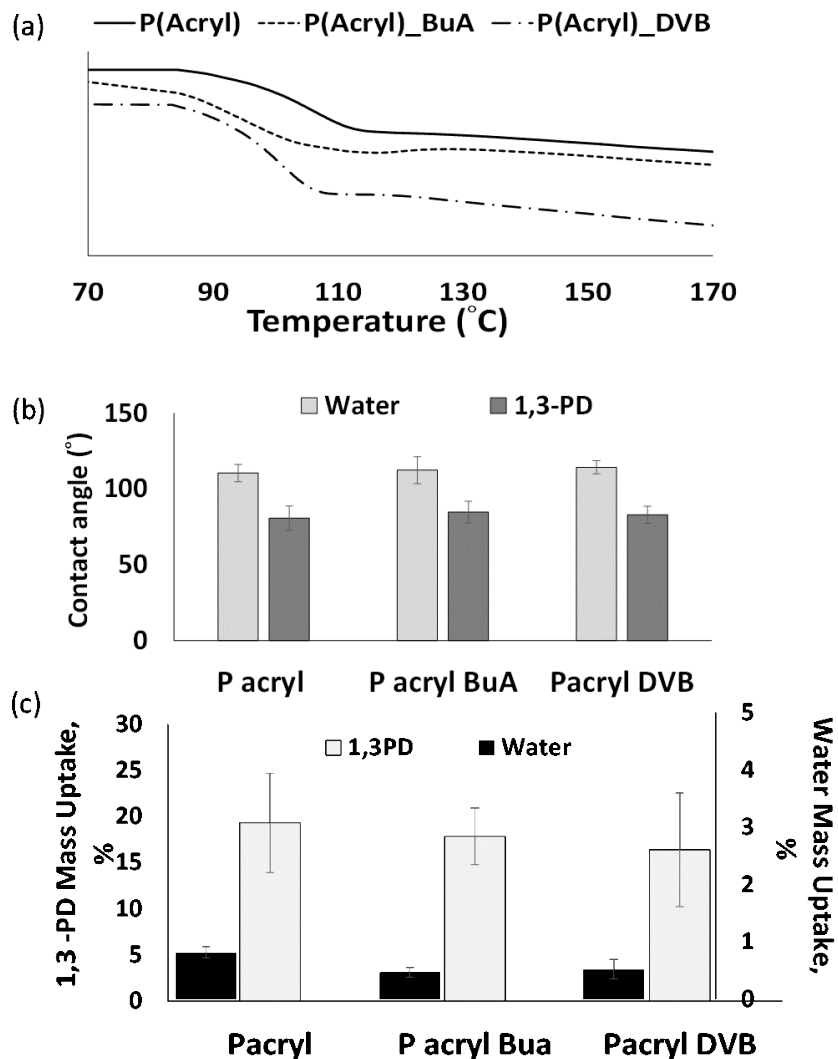 (a)
P(Acryl) P(Acryl)_BuA P(Acryl)_DVB
70 90 110 130 150 170
Temperature (°C)
(b)
Contact angle (°)
150
100
50
0
Water 1,3-PD
P acryl P acryl BuA Pacryl DVB
(c)
1,3 -PD Mass Uptake,
%
30
25
20
15
10
5
0
1,3PD Water
5
4
3
2
1
0
Water Mass Uptake,
%
Pacryl P acryl Bua Pacryl DVB